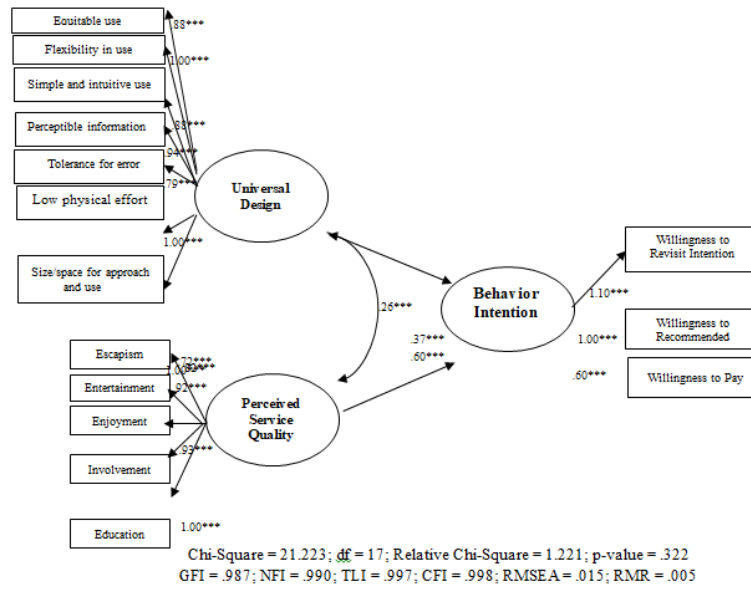 Equitable use
.88***
Flexibility in use
1.00***
Simple and intuitive use
.88***
Perceptible information
.94***
Tolerance for error
.79***
Low physical effort
1.00***
Size/space for approach
and use
Universal
Design
.26***
Behavior
Intention
.37***
.60***
Willingness to
Revisit Intention
1.10***
Willingness to
Recommended
1.00***
Willingness to Pay
.60***
Escapism
.72***
1.00***
Entertainment
.92***
Enjoyment
.93***
Involvement
Education
1.00***
Perceived
Service
Quality
Chi-Square = 21.223; df = 17; Relative Chi-Square = 1.221; p-value = .322
GFI = .987; NFI = .990; TLI = .997; CFI = .998; RMSEA = .015; RMR = .005